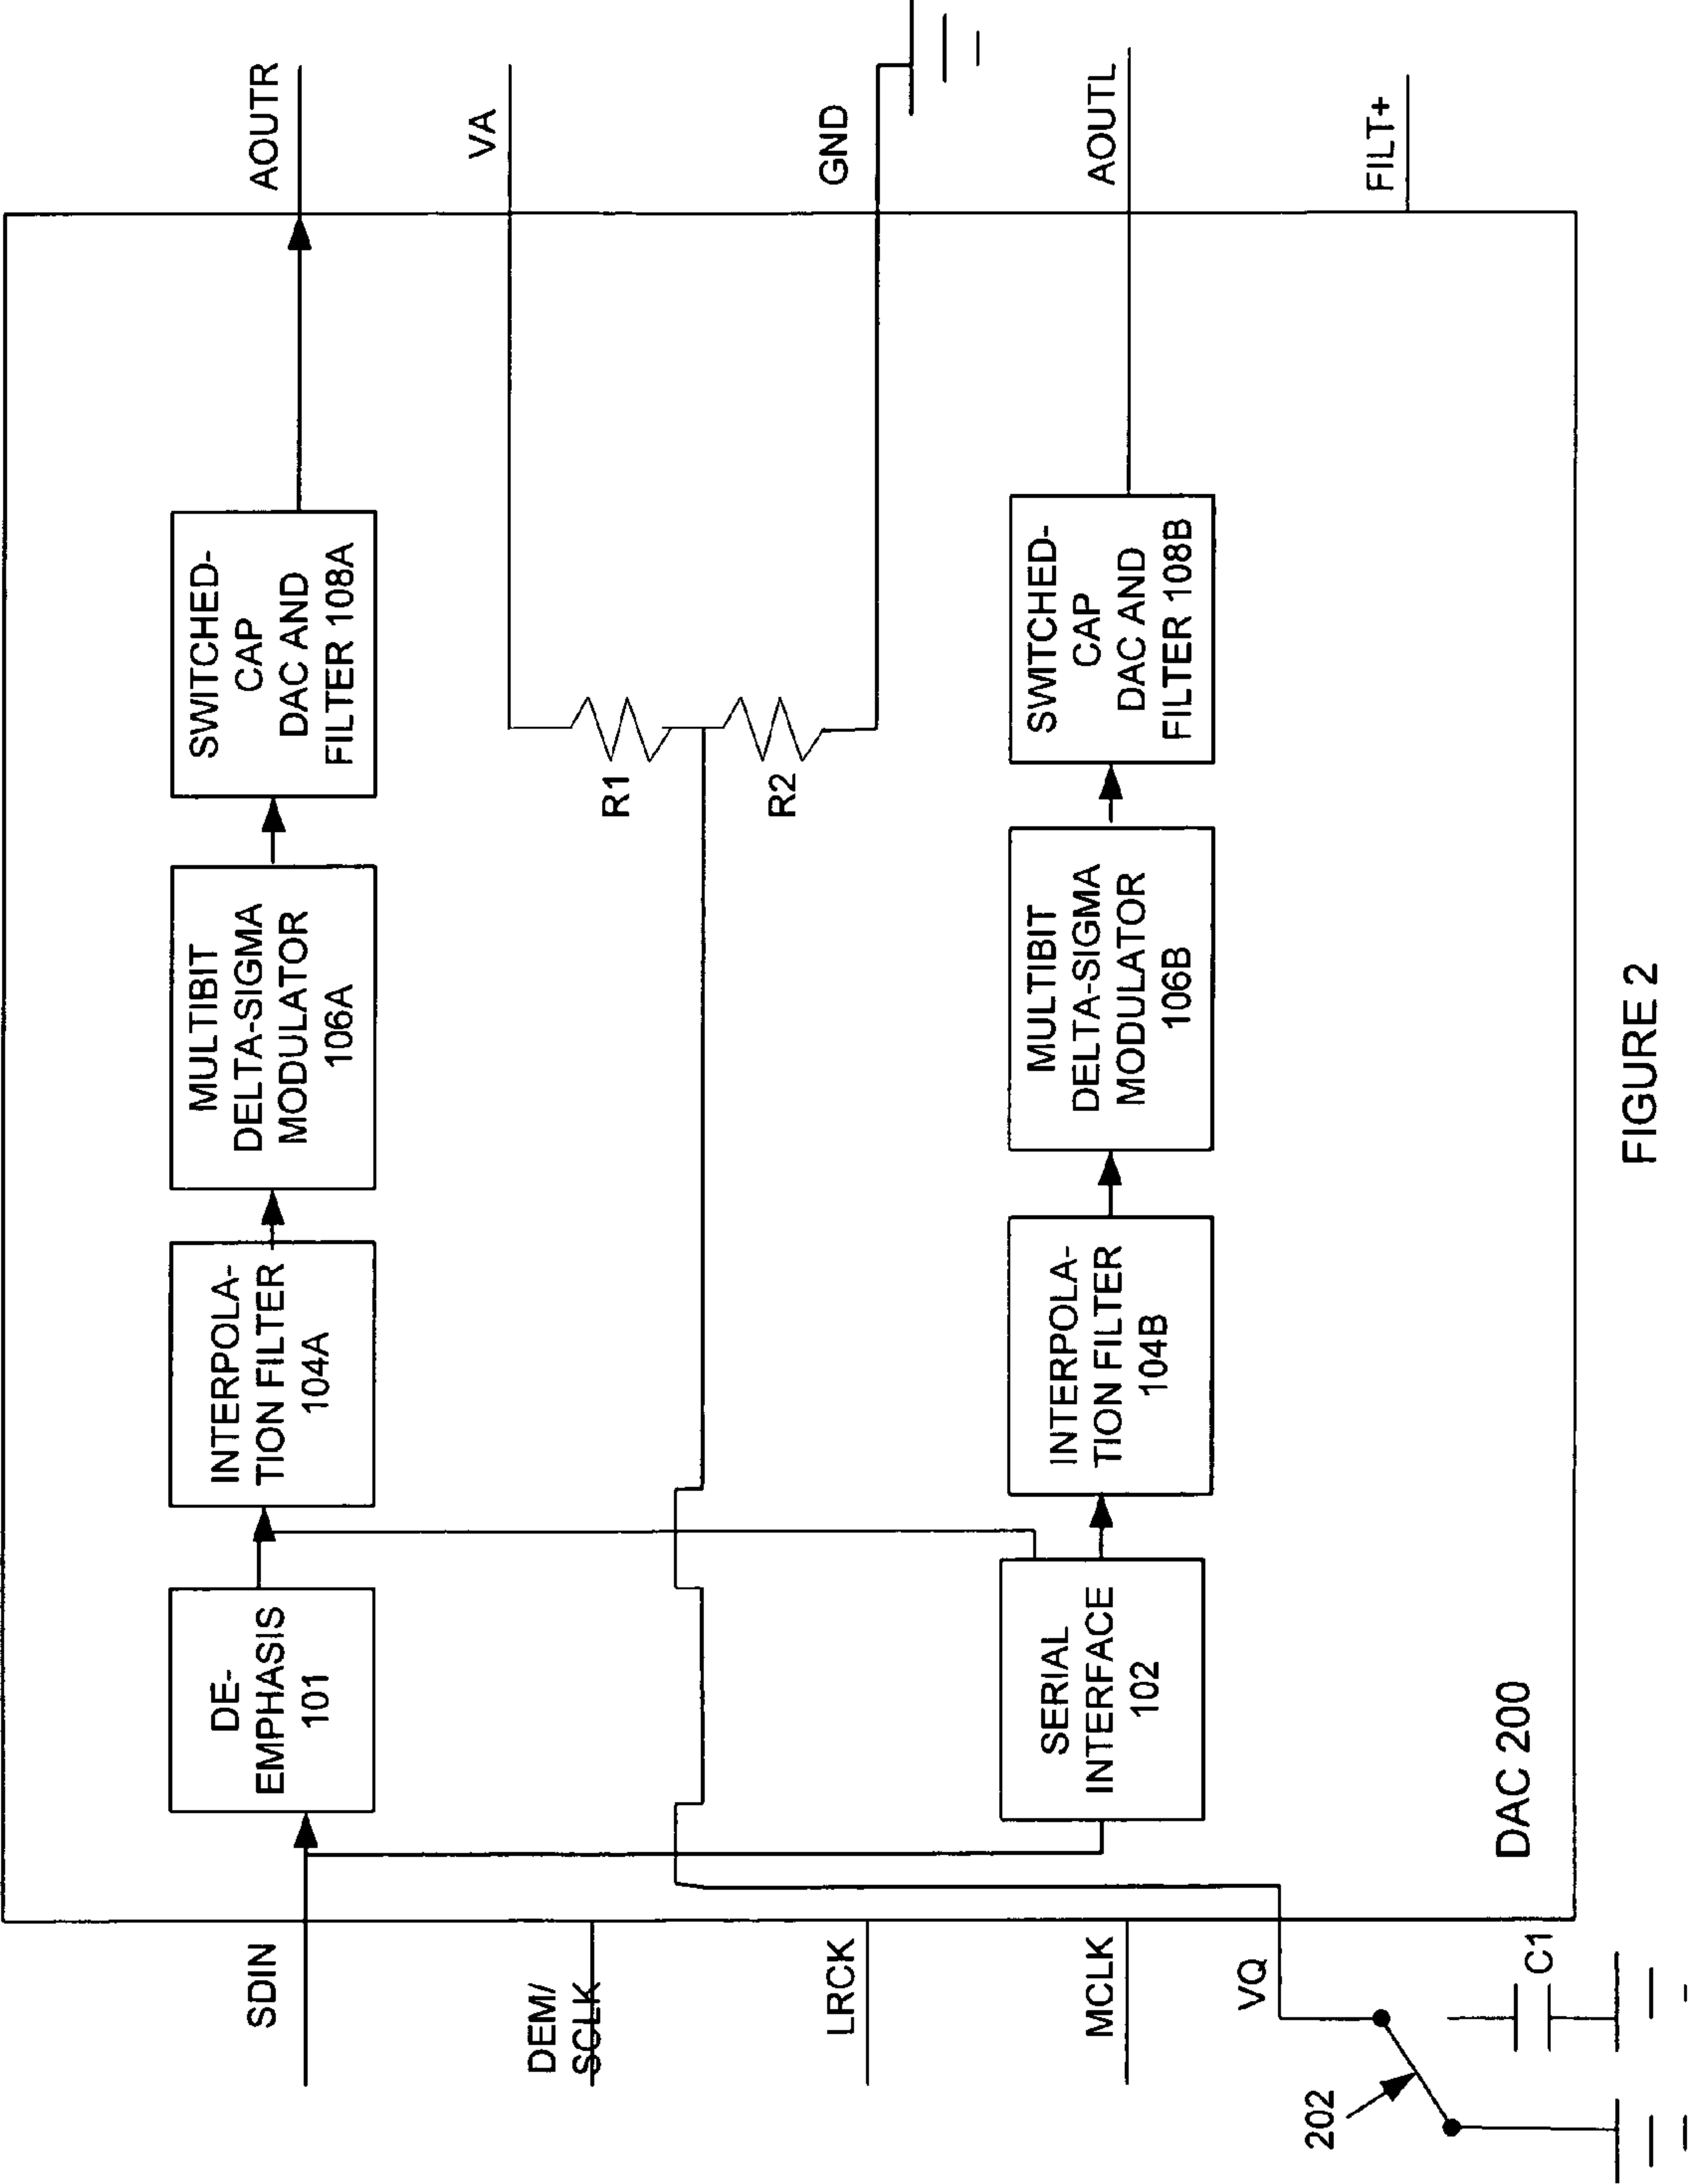 SDIN
DE-
EMPHASIS
101
INTERPOLA-
TION FILTER
104A
MULTIBIT
DELTA-SIGMA
MODULATOR
106A
SWITCHED-
CAP
DAC AND
FILTER 108A
AOUTR
DEM/
SCLK
VA
R1
R2
LRCK
GND
MCLK
SERIAL
INTERFACE
102
INTERPOLA-
TION FILTER
104B
MULTIBIT
DELTA-SIGMA
MODULATOR
106B
SWITCHED-
CAP
DAC AND
FILTER 108B
AOUTL
VQ
FILT+
202
C1
DAC 200
FIGURE 2